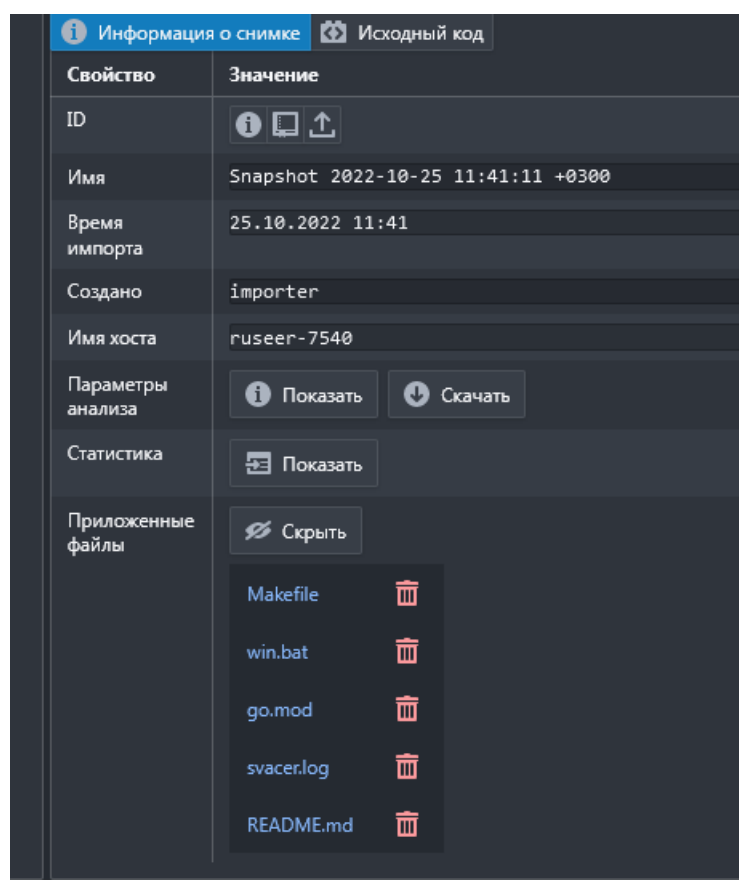 Информация о снимке Исходный код
Свойство Значение
ID
Имя Snapshot 2022-10-25 11:41:11 +0300
Время импорта 25.10.2022 11:41
Создано importer
Имя хоста ruseer-7540
Параметры анализа Показать Скачать
Статистика Показать
Приложенные файлы Скрыть
Makefile
win.bat
go.mod
svacer.log
README.md